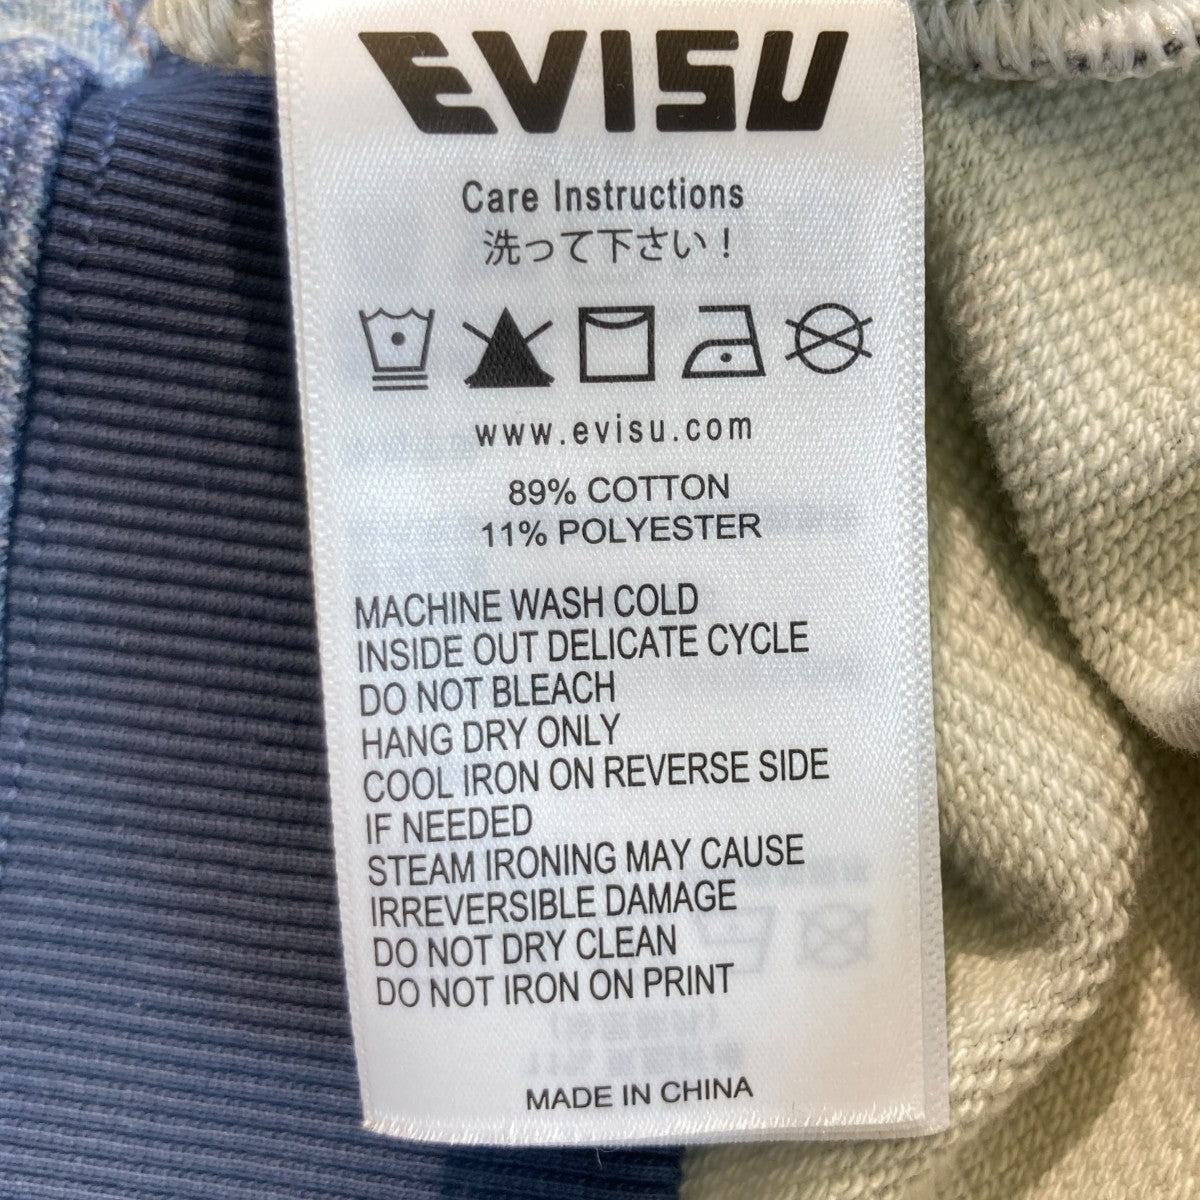 EVISU
Care Instructions
洗って下さい！
www.evisu.com
89% COTTON
11% POLYESTER
MACHINE WASH COLD
INSIDE OUT DELICATE CYCLE
DO NOT BLEACH
HANG DRY ONLY
COOL IRON ON REVERSE SIDE
IF NEEDED
STEAM IRONING MAY CAUSE
IRREVERSIBLE DAMAGE
DO NOT DRY CLEAN
DO NOT IRON ON PRINT
MADE IN CHINA